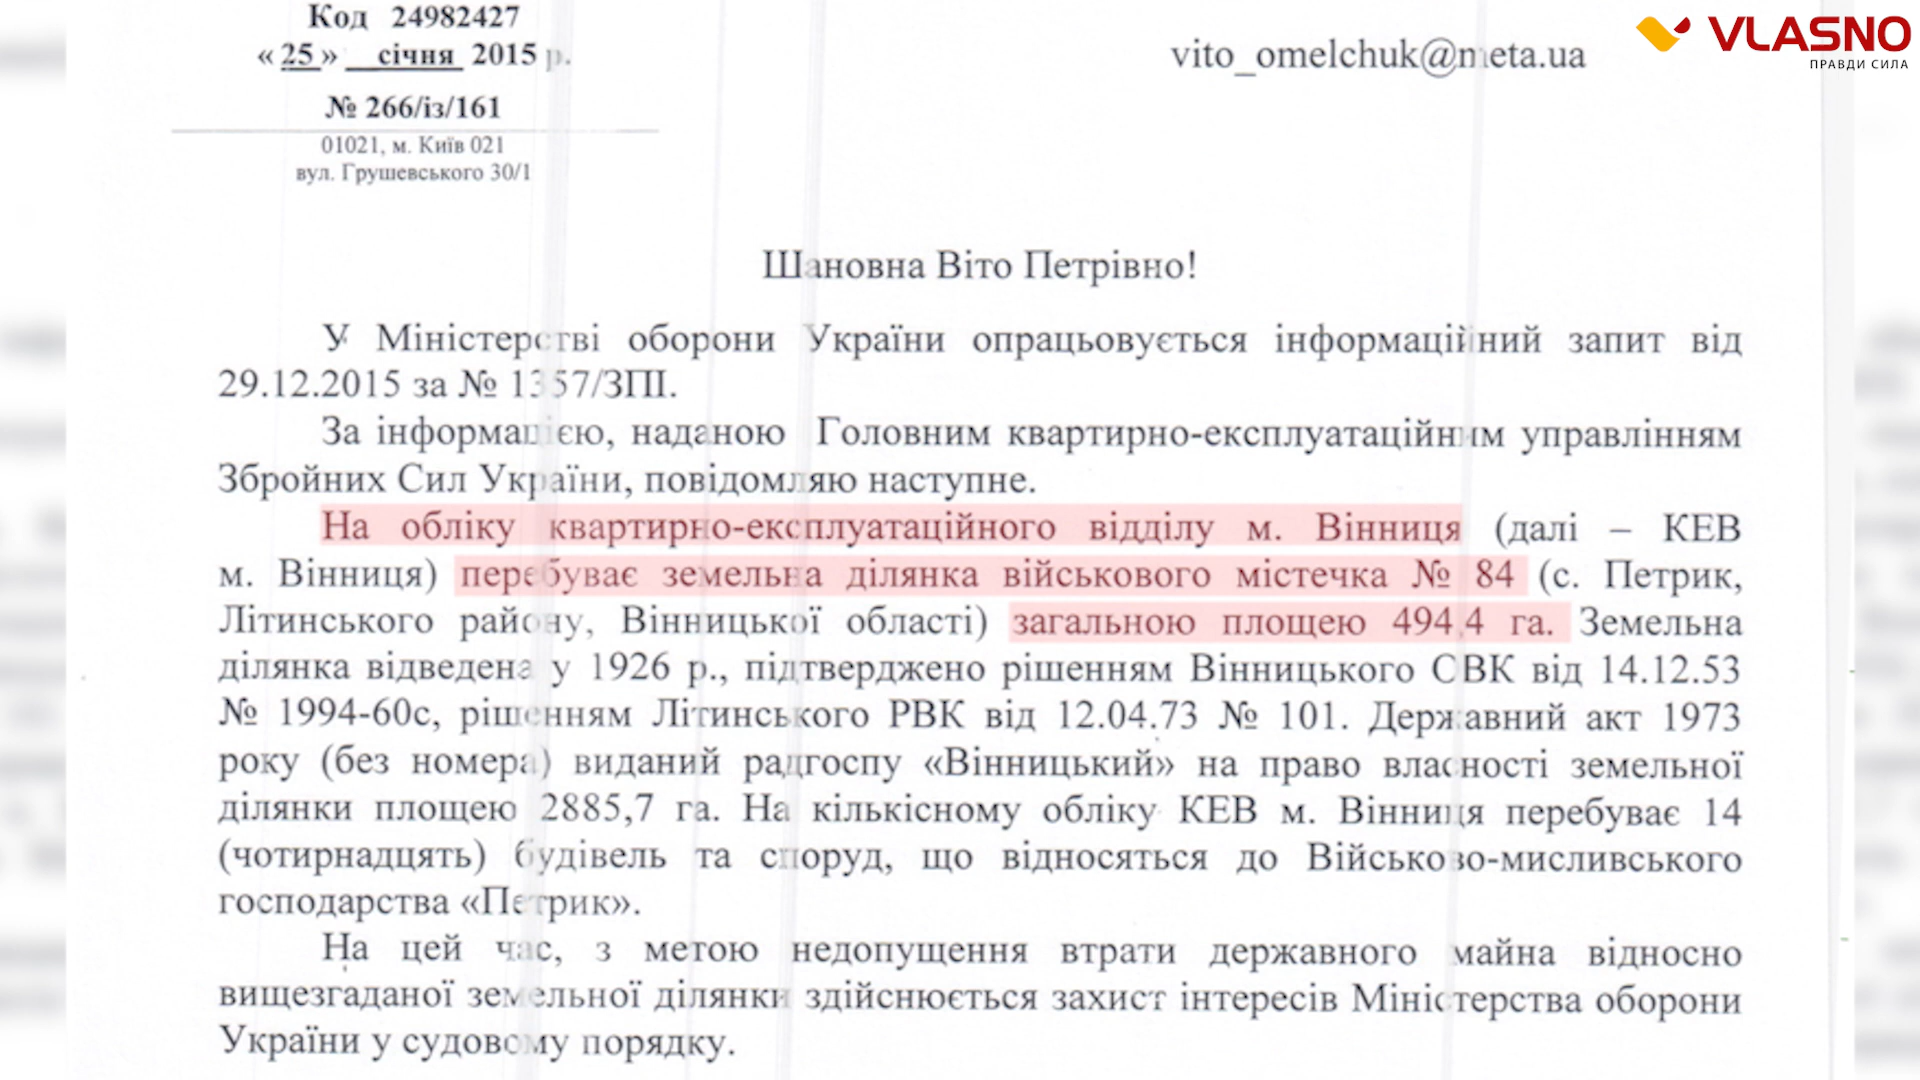 Код 24982427
« 25 » січня 2015 р.
№ 266/із/161
01021, м. Київ 021
вул. Грушевського 30/1
vito_omelchuk@meta.ua
VLASNO
ПРАВДИ СИЛА
Шановна Віто Петрівно!
У Міністерстві оборони України опрацьовується інформаційний запит від
29.12.2015 за № 1357/ЗПІ.
За інформацією, наданою Головним квартирно-експлуатаційним управлінням
Збройних Сил України, повідомляю наступне.
На обліку квартирно-експлуатаційного відділу м. Вінниця (далі – КЕВ
м. Вінниця) перебуває земельна ділянка військового містечка № 84 (с. Петрик,
Літинського району, Вінницької області) загальною площею 494,4 га. Земельна
ділянка відведена у 1926 р., підтверджено рішенням Вінницького ОВК від 14.12.53
№ 1994-60с, рішенням Літинського РВК від 12.04.73 № 101. Державний акт 1973
року (без номера) виданий радгоспу «Вінницький» на право власності земельної
ділянки площею 2885,7 га. На кількісному обліку КЕВ м. Вінниця перебуває 14
(чотирнадцять) будівель та споруд, що відносяться до Військово-мисливського
господарства «Петрик».
На цей час, з метою недопущення втрати державного майна відносно
вищезгаданої земельної ділянки здійснюється захист інтересів Міністерства оборони
України у судовому порядку.